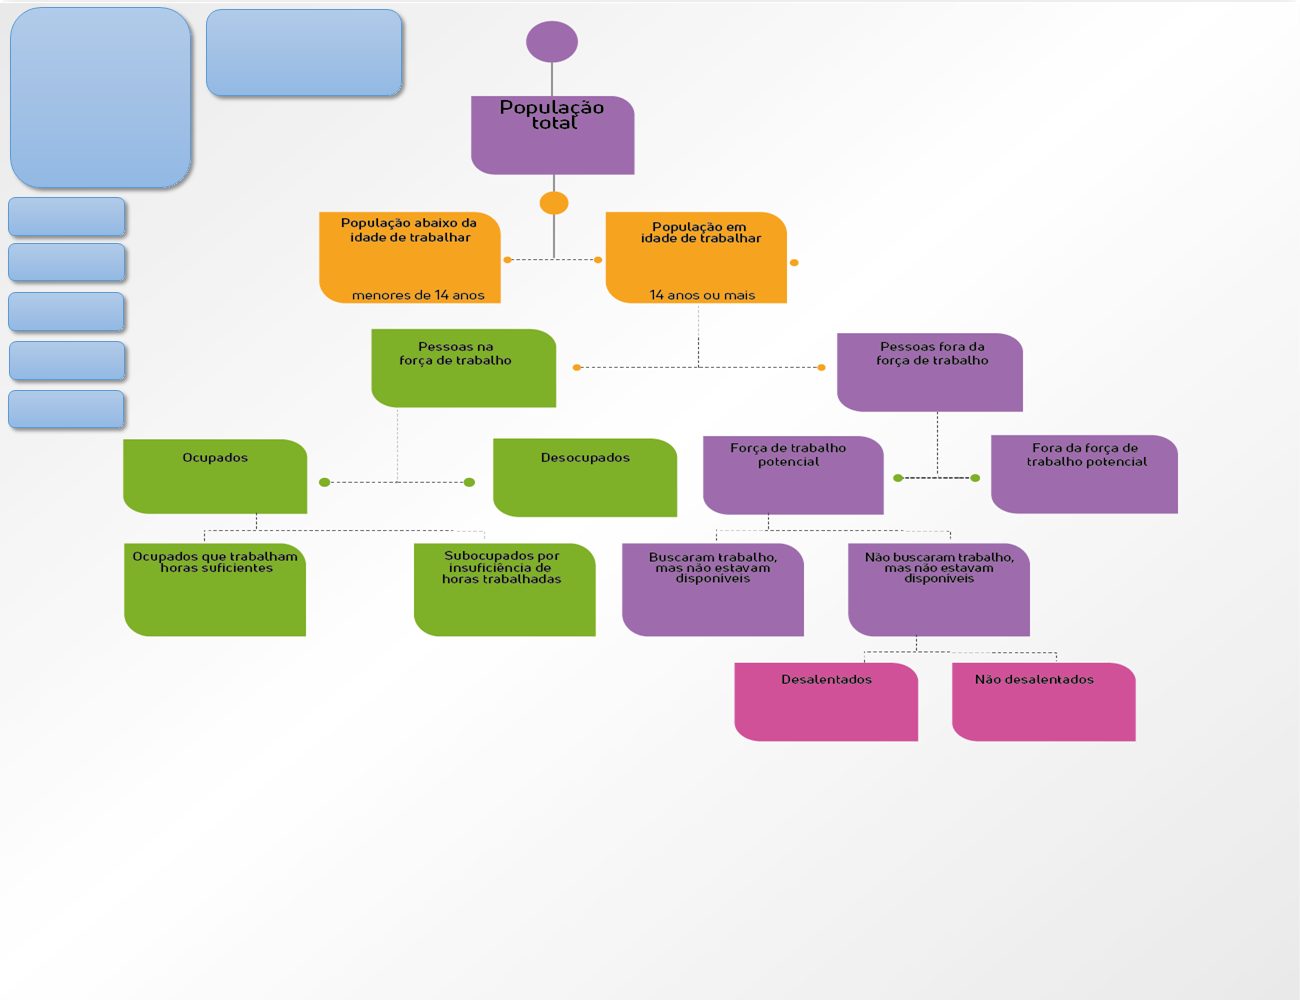 População
total
População abaixo da
idade de trabalhar
menores de 14 anos
População em
idade de trabalhar
14 anos ou mais
Pessoas na
força de trabalho
Pessoas fora da
força de trabalho
Ocupados
Desocupados
Força de trabalho
potencial
Fora da força de
trabalho potencial
Ocupados que trabalham
horas suficientes
Subocupados por
insuficiência de
horas trabalhadas
Buscaram trabalho,
mas não estavam
disponíveis
Não buscaram trabalho,
mas não estavam
disponíveis
Desalentados
Não desalentados